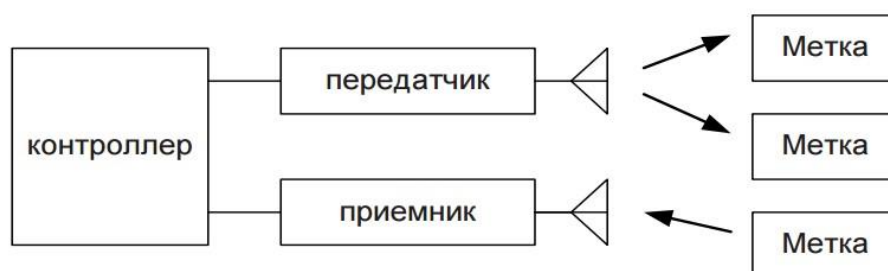 Метка
передатчик
контроллер
Метка
приемник
Метка